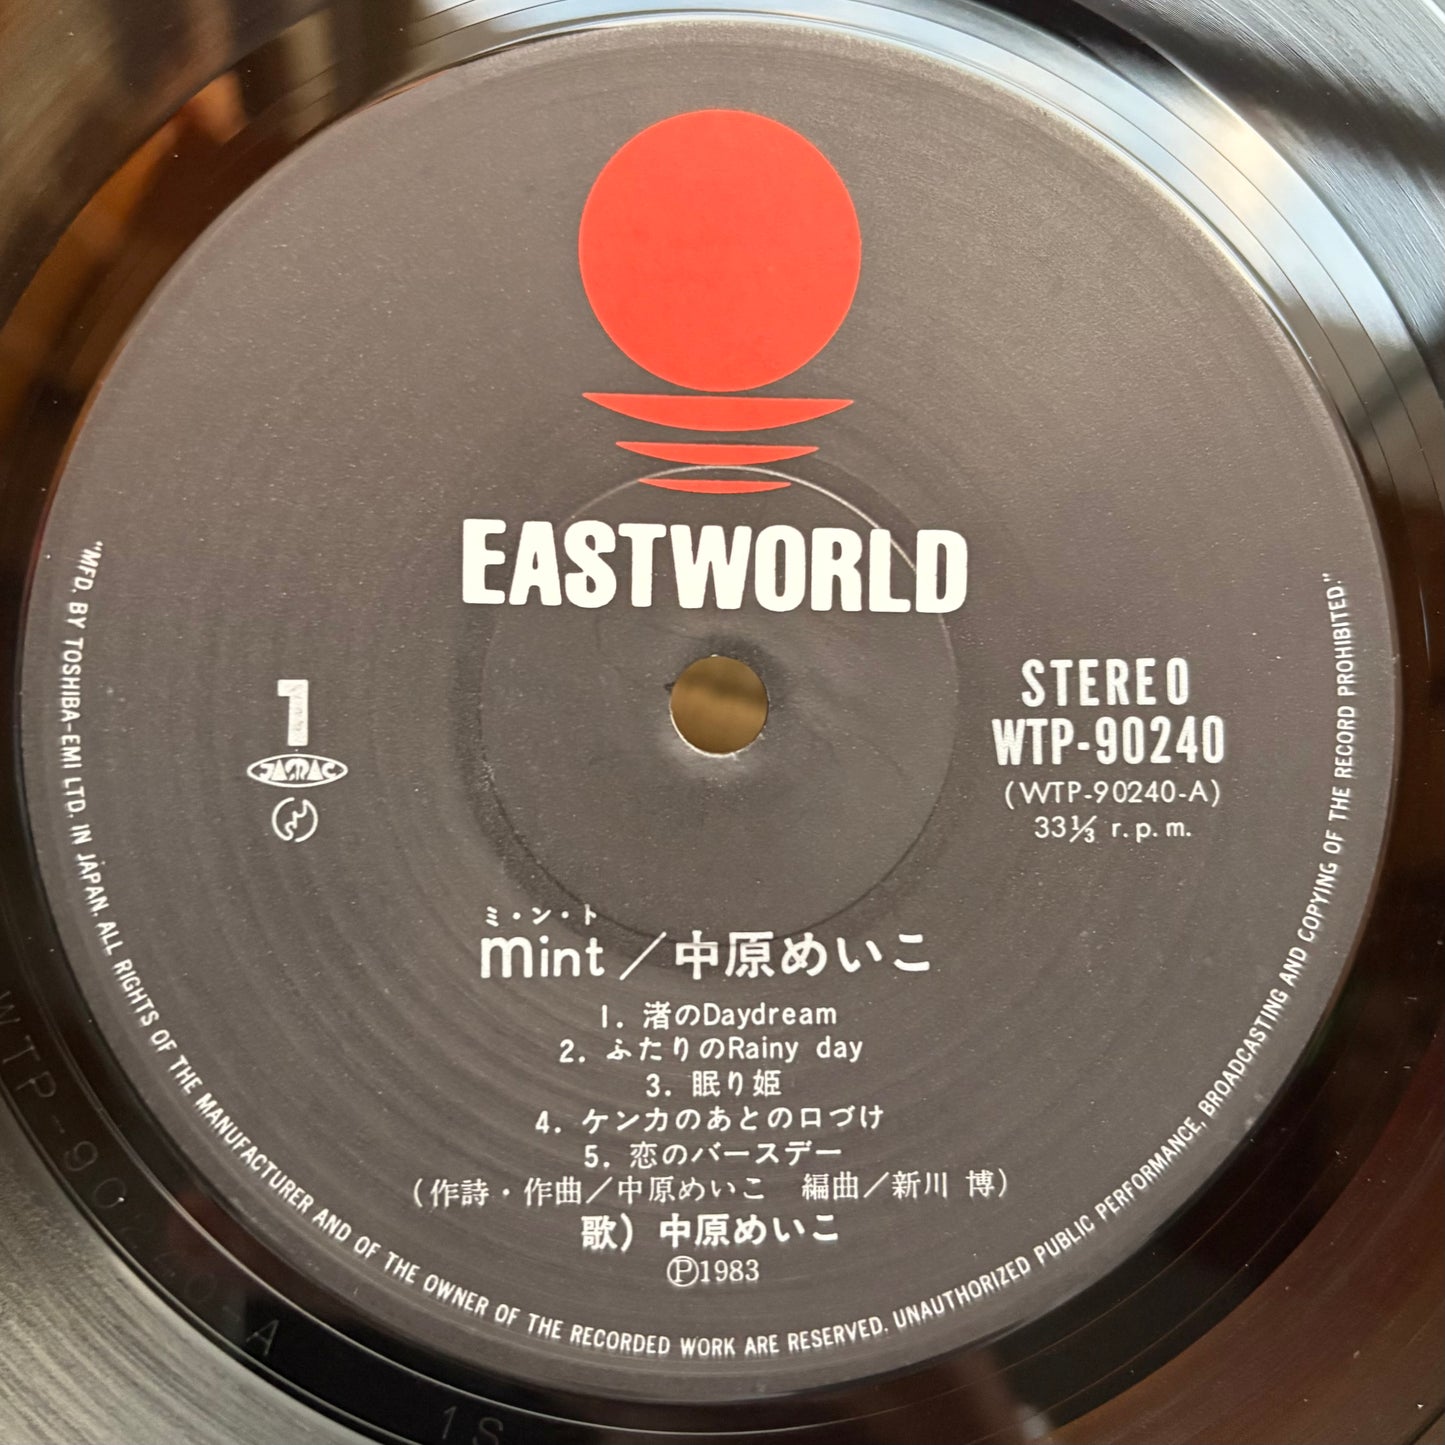 EASTWORLD
1
JASRAC
STEREO
WTP-90240
(WTP-90240-A)
33⅓ r.p.m.
ミ・ン・ト
mint／中原めいこ
1. 渚のDaydream
2. ふたりのRainy day
3. 眠り姫
4. ケンカのあとの口づけ
5. 恋のバースデー
(作詩・作曲／中原めいこ 編曲／新川 博)
歌) 中原めいこ
Ⓟ1983
"MFD. BY TOSHIBA-EMI LTD. IN JAPAN. ALL RIGHTS OF THE MANUFACTURER AND OF THE OWNER OF THE RECORDED WORK ARE RESERVED. UNAUTHORIZED PUBLIC PERFORMANCE, BROADCASTING AND COPYING OF THE RECORD PROHIBITED."
WTP-90240-A
1S